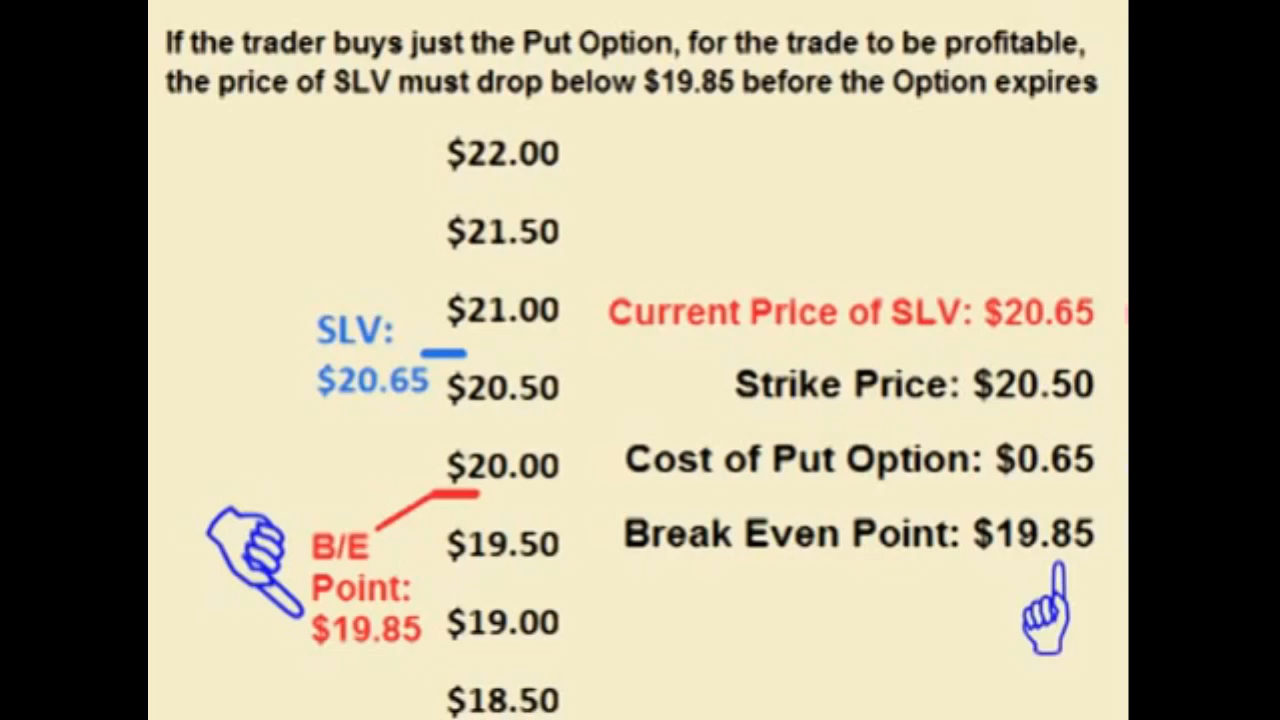 If the trader buys just the Put Option, for the trade to be profitable,
the price of SLV must drop below $19.85 before the Option expires
$22.00
$21.50
$21.00
Current Price of SLV: $20.65
SLV:
$20.65
$20.50
Strike Price: $20.50
$20.00
Cost of Put Option: $0.65
B/E
Point:
$19.85
$19.50
Break Even Point: $19.85
$19.00
$18.50